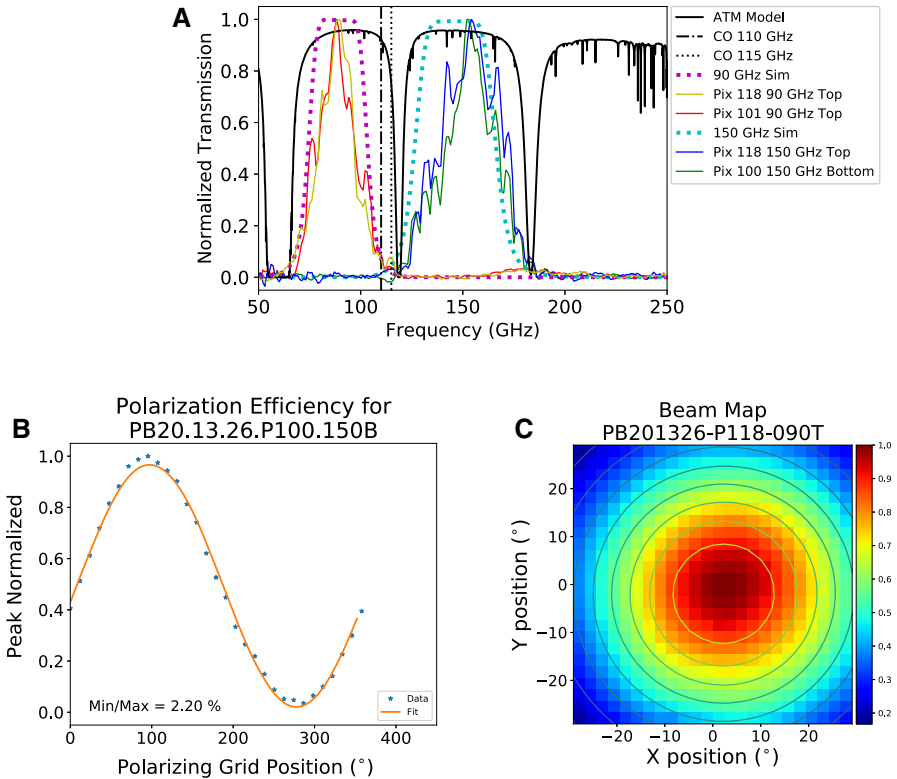 A
Normalized Transmission
1.0
0.8
0.6
0.4
0.2
0.0
50
100
150
200
250
Frequency (GHz)
ATM Model
CO 110 GHz
CO 115 GHz
90 GHz Sim
Pix 118 90 GHz Top
Pix 101 90 GHz Top
150 GHz Sim
Pix 118 150 GHz Top
Pix 100 150 GHz Bottom
B
Polarization Efficiency for
PB20.13.26.P100.150B
Peak Normalized
1.0
0.8
0.6
0.4
0.2
0.0
Min/Max = 2.20 %
Data
Fit
0
100
200
300
400
Polarizing Grid Position (°)
C
Beam Map
PB201326-P118-090T
Y position (°)
20
10
0
−10
−20
−20
−10
0
10
20
X position (°)
1.0
0.9
0.8
0.7
0.6
0.5
0.4
0.3
0.2